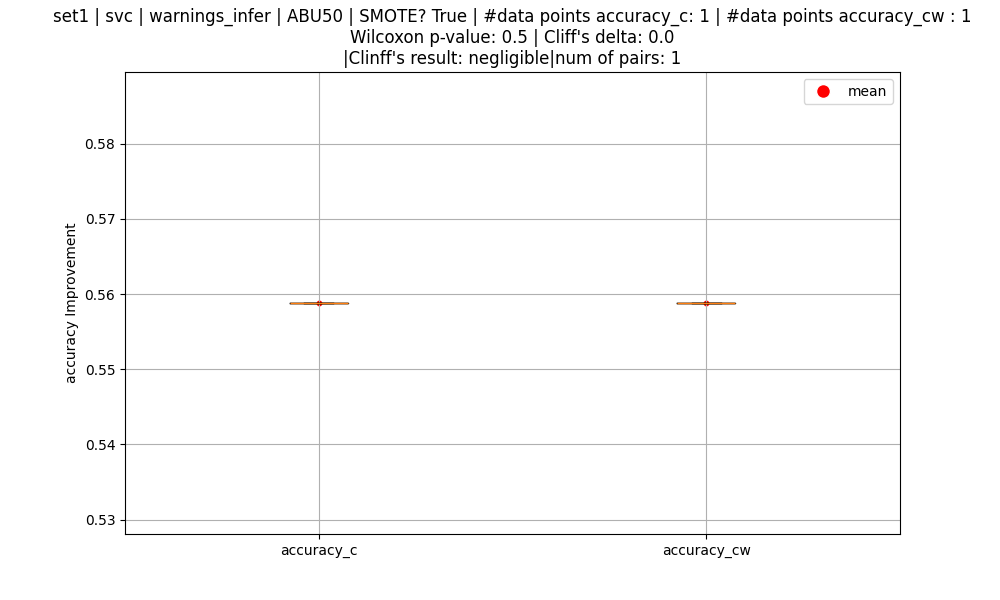 set1 | svc | warnings_infer | ABU50 | SMOTE? True | #data points accuracy_c: 1 | #data points accuracy_cw : 1
Wilcoxon p-value: 0.5 | Cliff's delta: 0.0
|Clinff's result: negligible|num of pairs: 1
mean
0.58
0.57
0.56
0.55
0.54
0.53
accuracy Improvement
accuracy_c
accuracy_cw